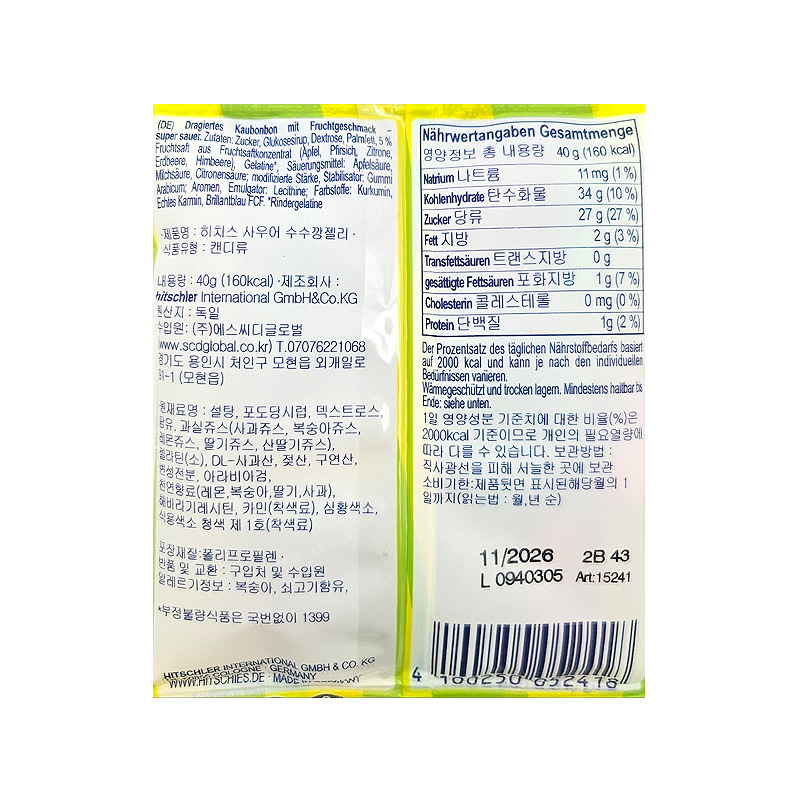 (DE) Dragiertes Kaubonbon mit Fruchtgeschmack –
super sauer. Zutaten: Zucker, Glukosesirup, Dextrose, Palmfett, 5 %
Fruchtsaft aus Fruchtsaftkonzentrat (Apfel, Pfirsich, Zitrone,
Erdbeere, Himbeere), Gelatine*, Säuerungsmittel: Apfelsäure,
Milchsäure, Citronensäure; modifizierte Stärke, Stabilisator: Gummi
Arabicum; Aromen, Emulgator: Lecithine; Farbstoffe: Kurkumin,
Echtes Karmin, Brillantblau FCF. *Rindergelatine
·제품명 : 히치스 사우어 수수깡젤리 ·
식품유형 : 캔디류
내용량 : 40g (160kcal) ·제조회사 :
hitschler International GmbH&Co.KG
원산지 : 독일
수입원: (주)에스씨디글로벌
(www.scdglobal.co.kr) T.07076221068
경기도 용인시 처인구 모현읍 외개일로
91-1 (모현읍)
원재료명 : 설탕, 포도당시럽, 덱스트로스,
팜유, 과실쥬스(사과쥬스, 복숭아쥬스,
레몬쥬스, 딸기쥬스, 산딸기쥬스),
젤라틴(소), DL-사과산, 젖산, 구연산,
변성전분, 아라비아검,
천연향료(레몬,복숭아,딸기,사과),
해바라기레시틴, 카민(착색료), 심황색소,
식용색소 청색 제 1호(착색료)
포장재질:폴리프로필렌 ·
반품 및 교환 : 구입처 및 수입원
알레르기정보 : 복숭아, 쇠고기함유,
*부정불량식품은 국번없이 1399
HITSCHLER INTERNATIONAL GMBH & CO. KG
COLOGNE · GERMANY
WWW.HITSCHIES.DE · MADE IN GERMANY
Nährwertangaben Gesamtmenge
영양정보 총 내용량 40 g (160 kcal)
Natrium 나트륨 11 mg (1 %)
Kohlenhydrate 탄수화물 34 g (10 %)
Zucker 당류 27 g (27 %)
Fett 지방 2 g (3 %)
Transfettsäuren 트랜스지방 0 g
gesättigte Fettsäuren 포화지방 1 g (7 %)
Cholesterin 콜레스테롤 0 mg (0 %)
Protein 단백질 1g (2 %)
Der Prozentsatz des täglichen Nährstoffbedarfs basiert
auf 2000 kcal und kann je nach den individuellen
Bedürfnissen variieren.
Wärmegeschützt und trocken lagern. Mindestens haltbar bis
Ende: siehe unten.
1일 영양성분 기준치에 대한 비율(%)은
2000kcal 기준이므로 개인의 필요열량에
따라 다를 수 있습니다. 보관방법 :
직사광선을 피해 서늘한 곳에 보관
소비기한:제품뒷면 표시된해당월의 1
일까지(읽는법 : 월,년 순)
11/2026 2B 43
L 0940305 Art:15241
4 160250 852418